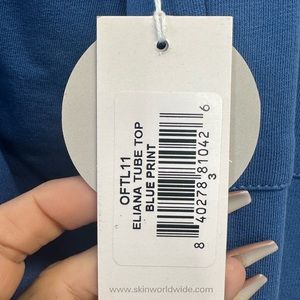 OFTL11
ELIANA TUBE TOP
BLUE PRINT
8 40278 81042 6
3
www.skinworldwide.com